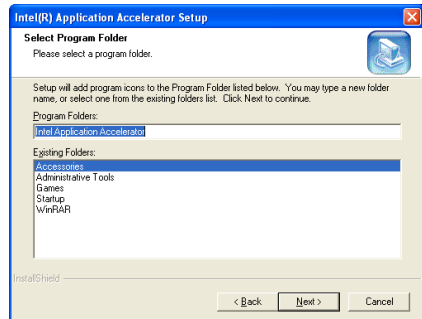 Intel(R) Application Accelerator Setup
Select Program Folder
Please select a program folder.
Setup will add program icons to the Program Folder listed below. You may type a new folder
name, or select one from the existing folders list. Click Next to continue.
Program Folders:
Intel Application Accelerator
Existing Folders:
Accessories
Administrative Tools
Games
Startup
WinRAR
InstallShield
< Back
Next >
Cancel